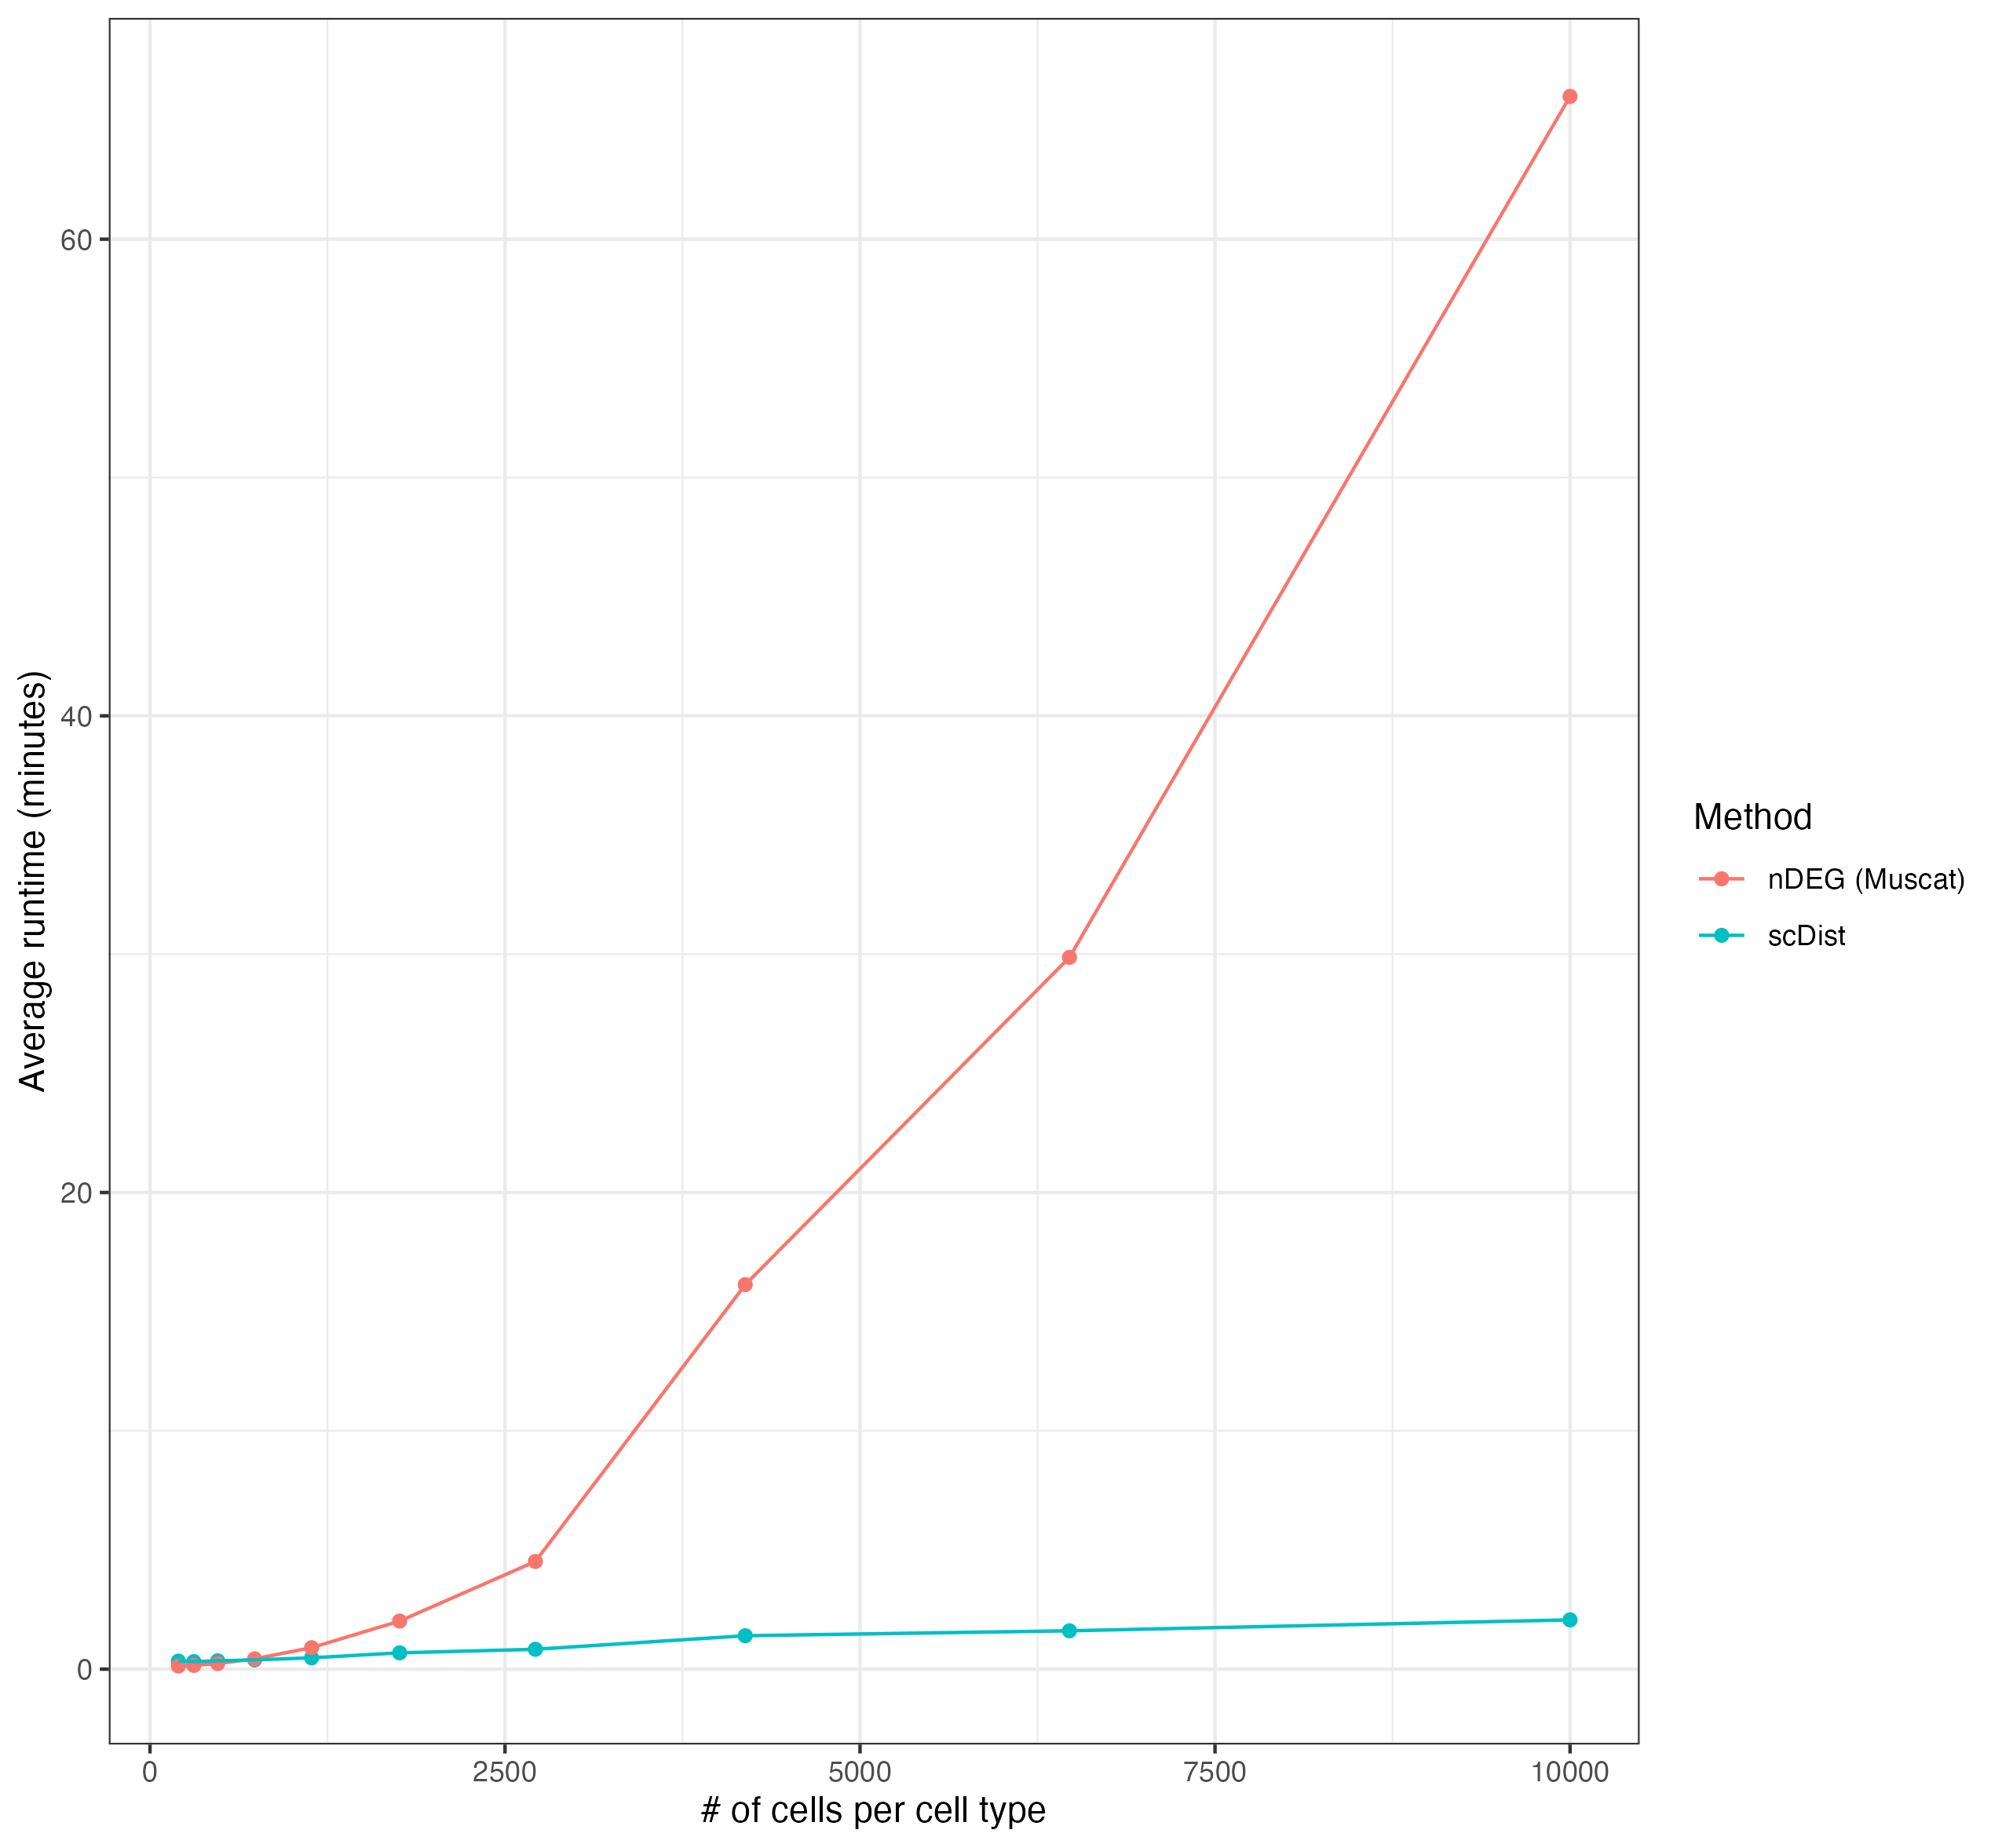 Average runtime (minutes)
60
40
20
0
0 2500 5000 7500 10000
# of cells per cell type
Method
nDEG (Muscat)
scDist